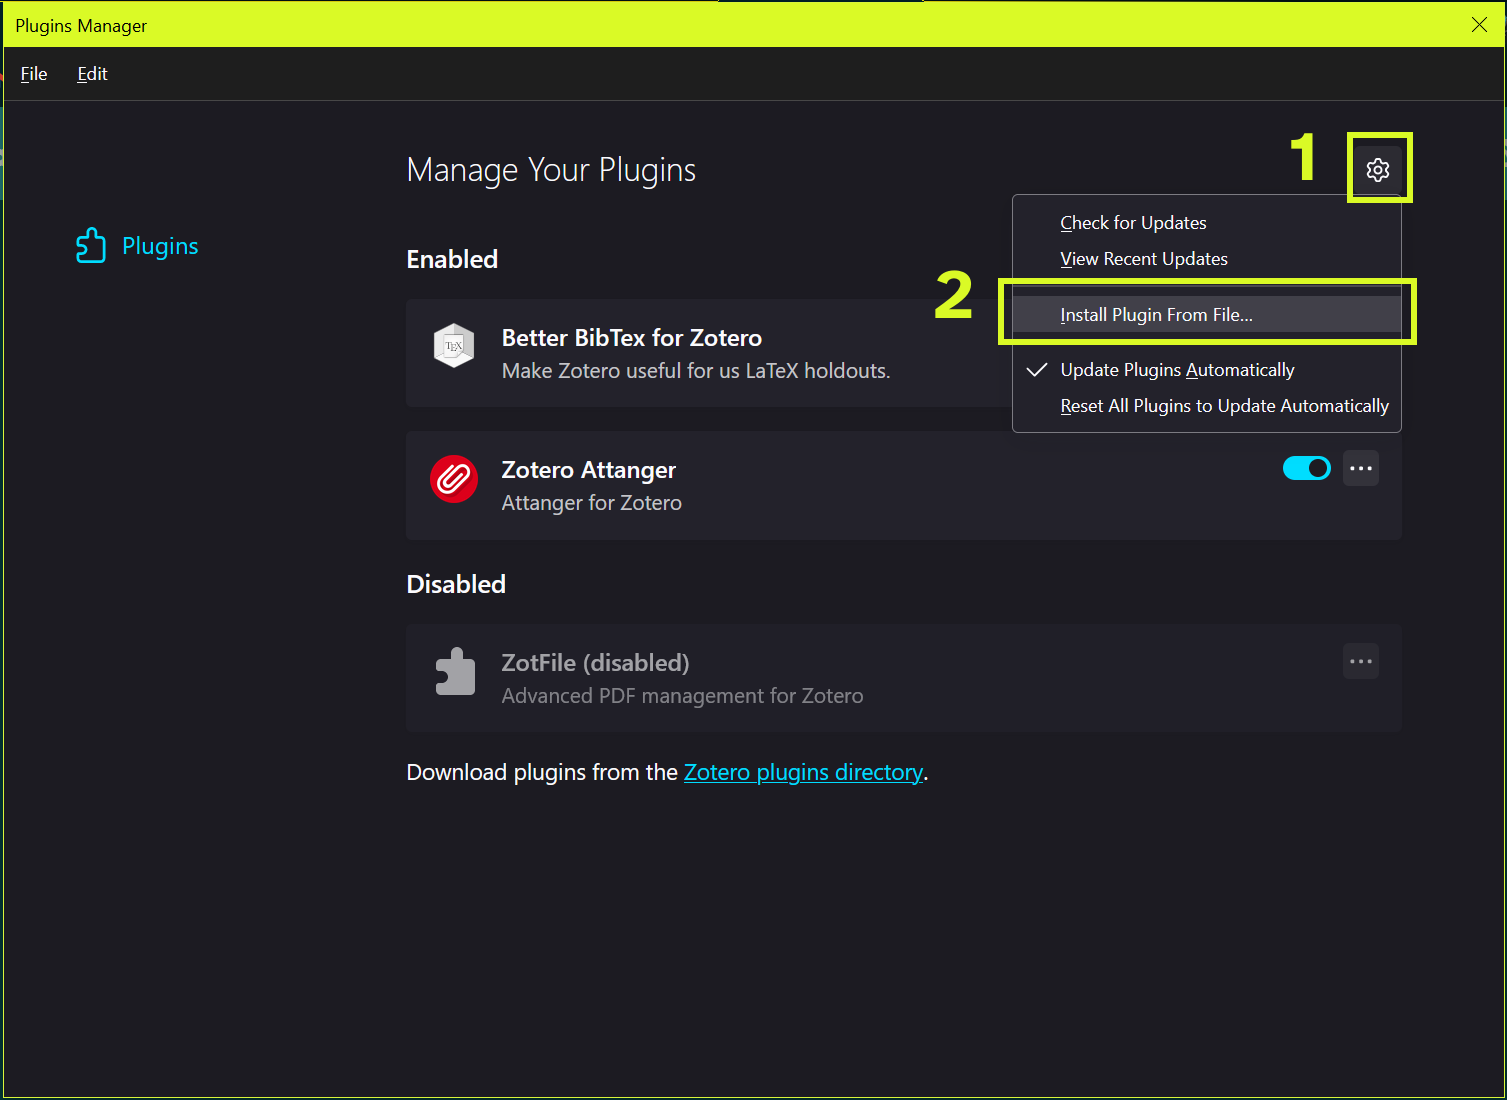 Plugins Manager
File Edit
Manage Your Plugins
1
Check for Updates
View Recent Updates
2
Install Plugin From File...
Update Plugins Automatically
Reset All Plugins to Update Automatically
Plugins
Enabled
TEX
Better BibTex for Zotero
Make Zotero useful for us LaTeX holdouts.
Zotero Attanger
Attanger for Zotero
Disabled
ZotFile (disabled)
Advanced PDF management for Zotero
Download plugins from the Zotero plugins directory.